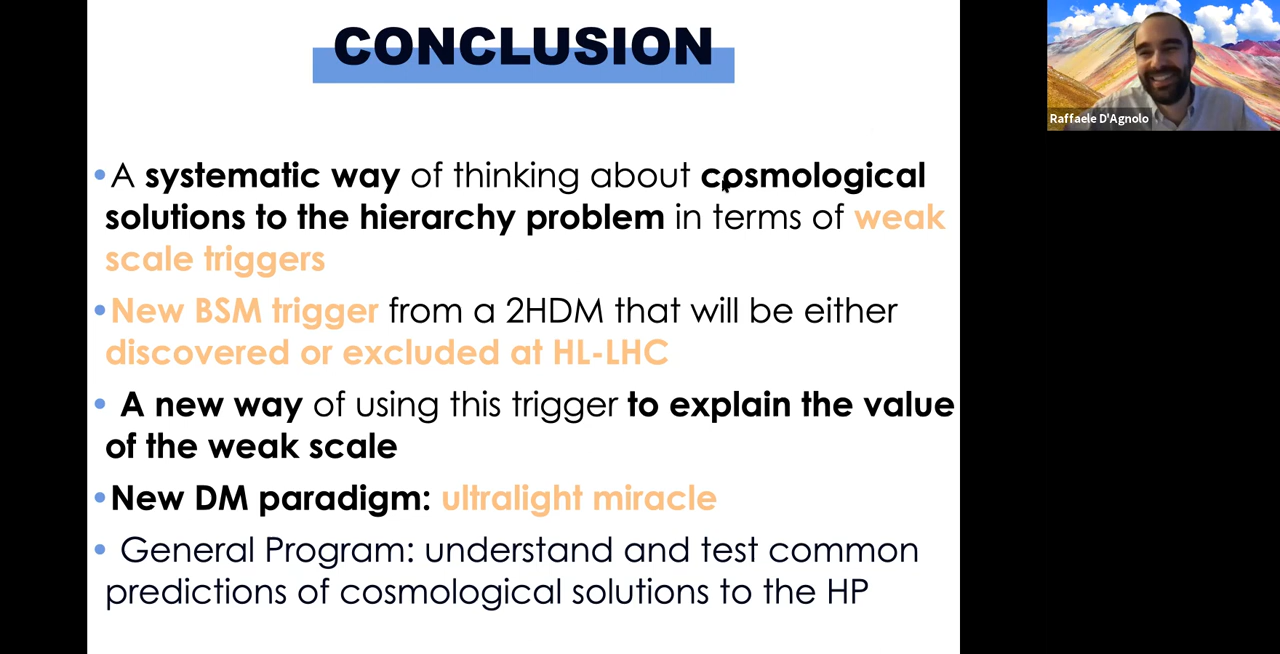 CONCLUSION
Raffaele D'Agnolo
•A systematic way of thinking about cosmological
solutions to the hierarchy problem in terms of weak
scale triggers
•New BSM trigger from a 2HDM that will be either
discovered or excluded at HL-LHC
• A new way of using this trigger to explain the value
of the weak scale
•New DM paradigm: ultralight miracle
• General Program: understand and test common
predictions of cosmological solutions to the HP